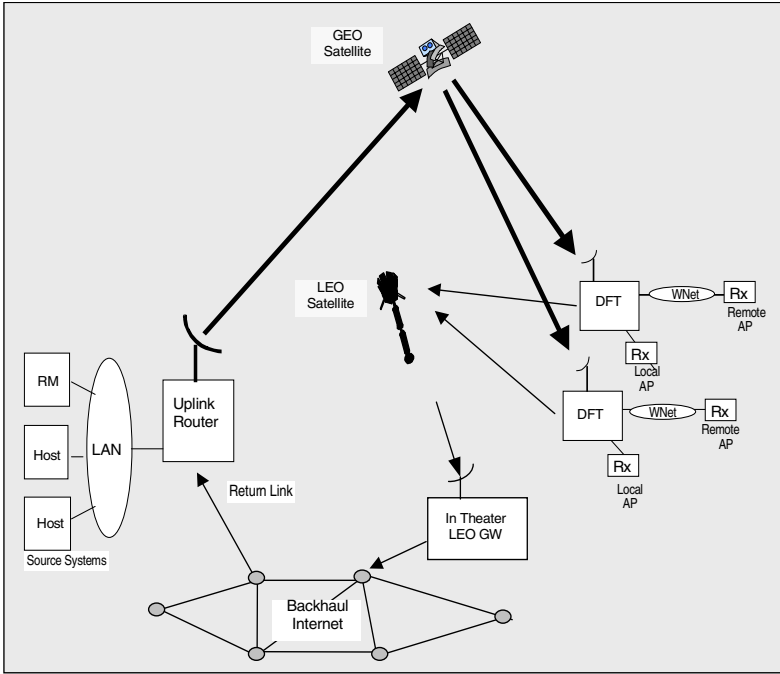 GEO
Satellite
LEO
Satellite
DFT
WNet
Rx
Remote
AP
Rx
Local
AP
DFT
WNet
Rx
Remote
AP
Rx
Local
AP
RM
Host
Host
LAN
Source Systems
Uplink
Router
Return Link
In Theater
LEO GW
Backhaul
Internet